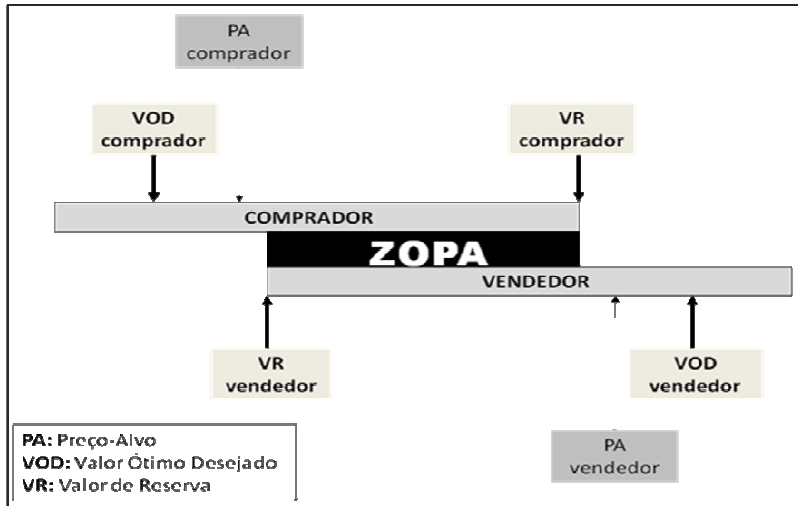 PA
comprador
VOD
comprador
VR
comprador
COMPRADOR
ZOPA
VENDEDOR
VR
vendedor
VOD
vendedor
PA
vendedor
PA: Preço-Alvo
VOD: Valor Ótimo Desejado
VR: Valor de Reserva